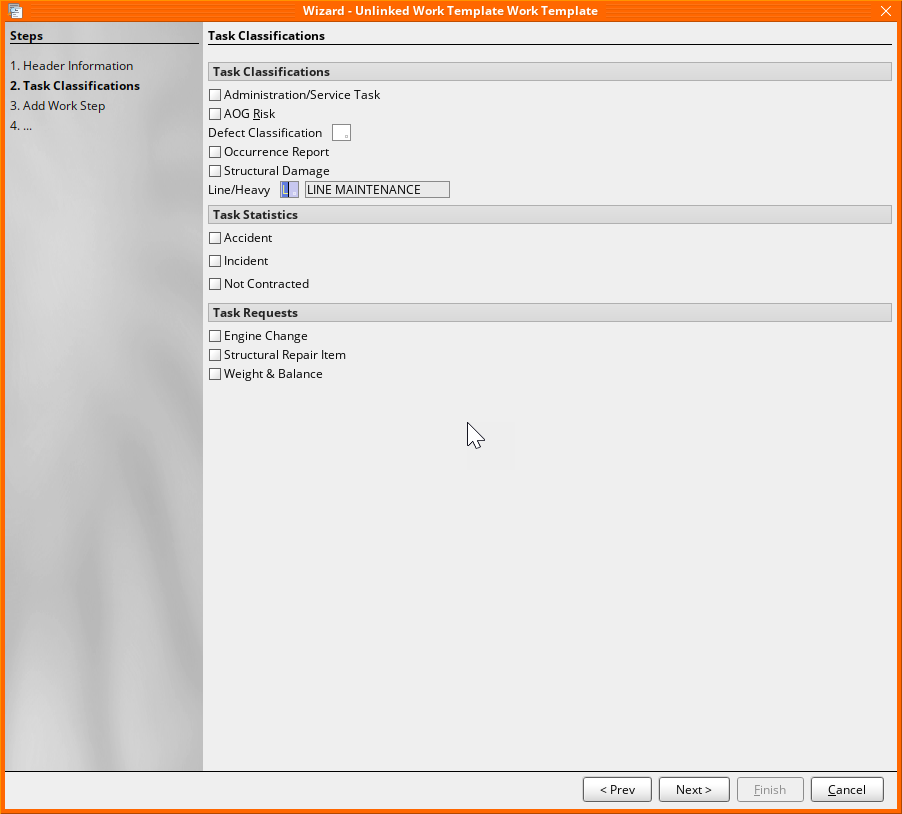 Wizard - Unlinked Work Template Work Template
Steps
1. Header Information
2. Task Classifications
3. Add Work Step
4. ...
Task Classifications
Task Classifications
Administration/Service Task
AOG Risk
Defect Classification
Occurrence Report
Structural Damage
Line/Heavy L LINE MAINTENANCE
Task Statistics
Accident
Incident
Not Contracted
Task Requests
Engine Change
Structural Repair Item
Weight & Balance
< Prev Next > Finish Cancel